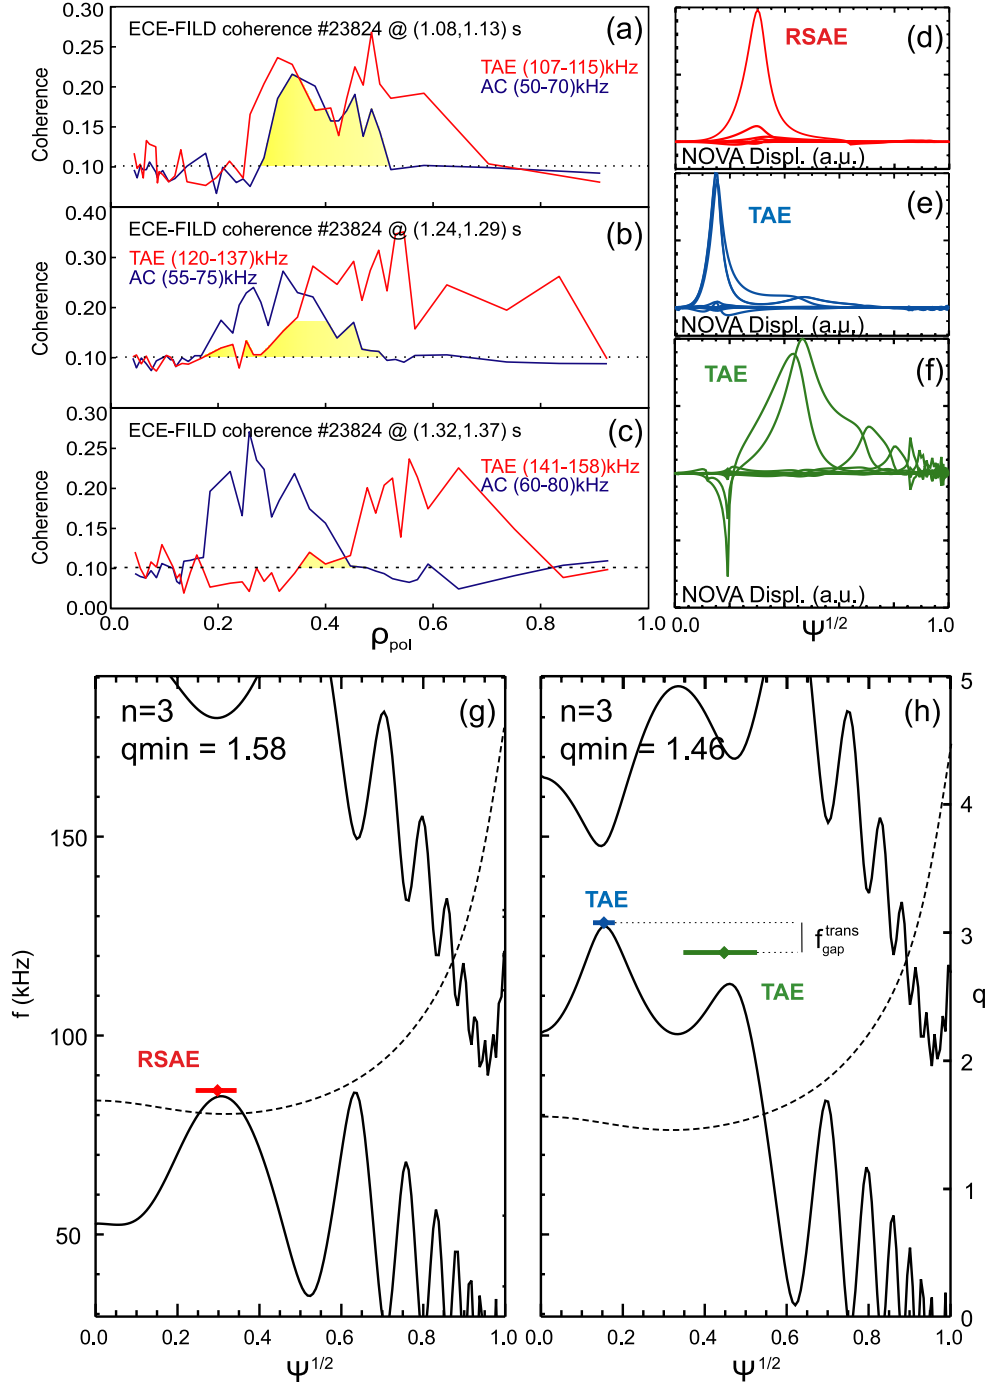 ECE-FILD coherence #23824 @ (1.08,1.13) s
(a)
TAE (107-115)kHz
AC (50-70)kHz
Coherence
0.30
0.20
0.10
0.00
ECE-FILD coherence #23824 @ (1.24,1.29) s
(b)
TAE (120-137)kHz
AC (55-75)kHz
Coherence
0.40
0.30
0.20
0.10
0.00
ECE-FILD coherence #23824 @ (1.32,1.37) s
(c)
TAE (141-158)kHz
AC (60-80)kHz
Coherence
0.25
0.20
0.15
0.10
0.00
0.0 0.2 0.4 0.6 0.8 1.0
ρpol
RSAE
(d)
NOVA Displ. (a.u.)
TAE
(e)
NOVA Displ. (a.u.)
TAE
(f)
NOVA Displ. (a.u.)
0.0 1.0
Ψ1/2
n=3
qmin = 1.58
(g)
RSAE
f (kHz)
150
100
50
0.0 0.2 0.4 0.6 0.8 1.0
Ψ1/2
n=3
qmin = 1.46
(h)
TAE
f trans gap
TAE
5
4
3
2
1
0
q
0.0 0.2 0.4 0.6 0.8 1.0
Ψ1/2